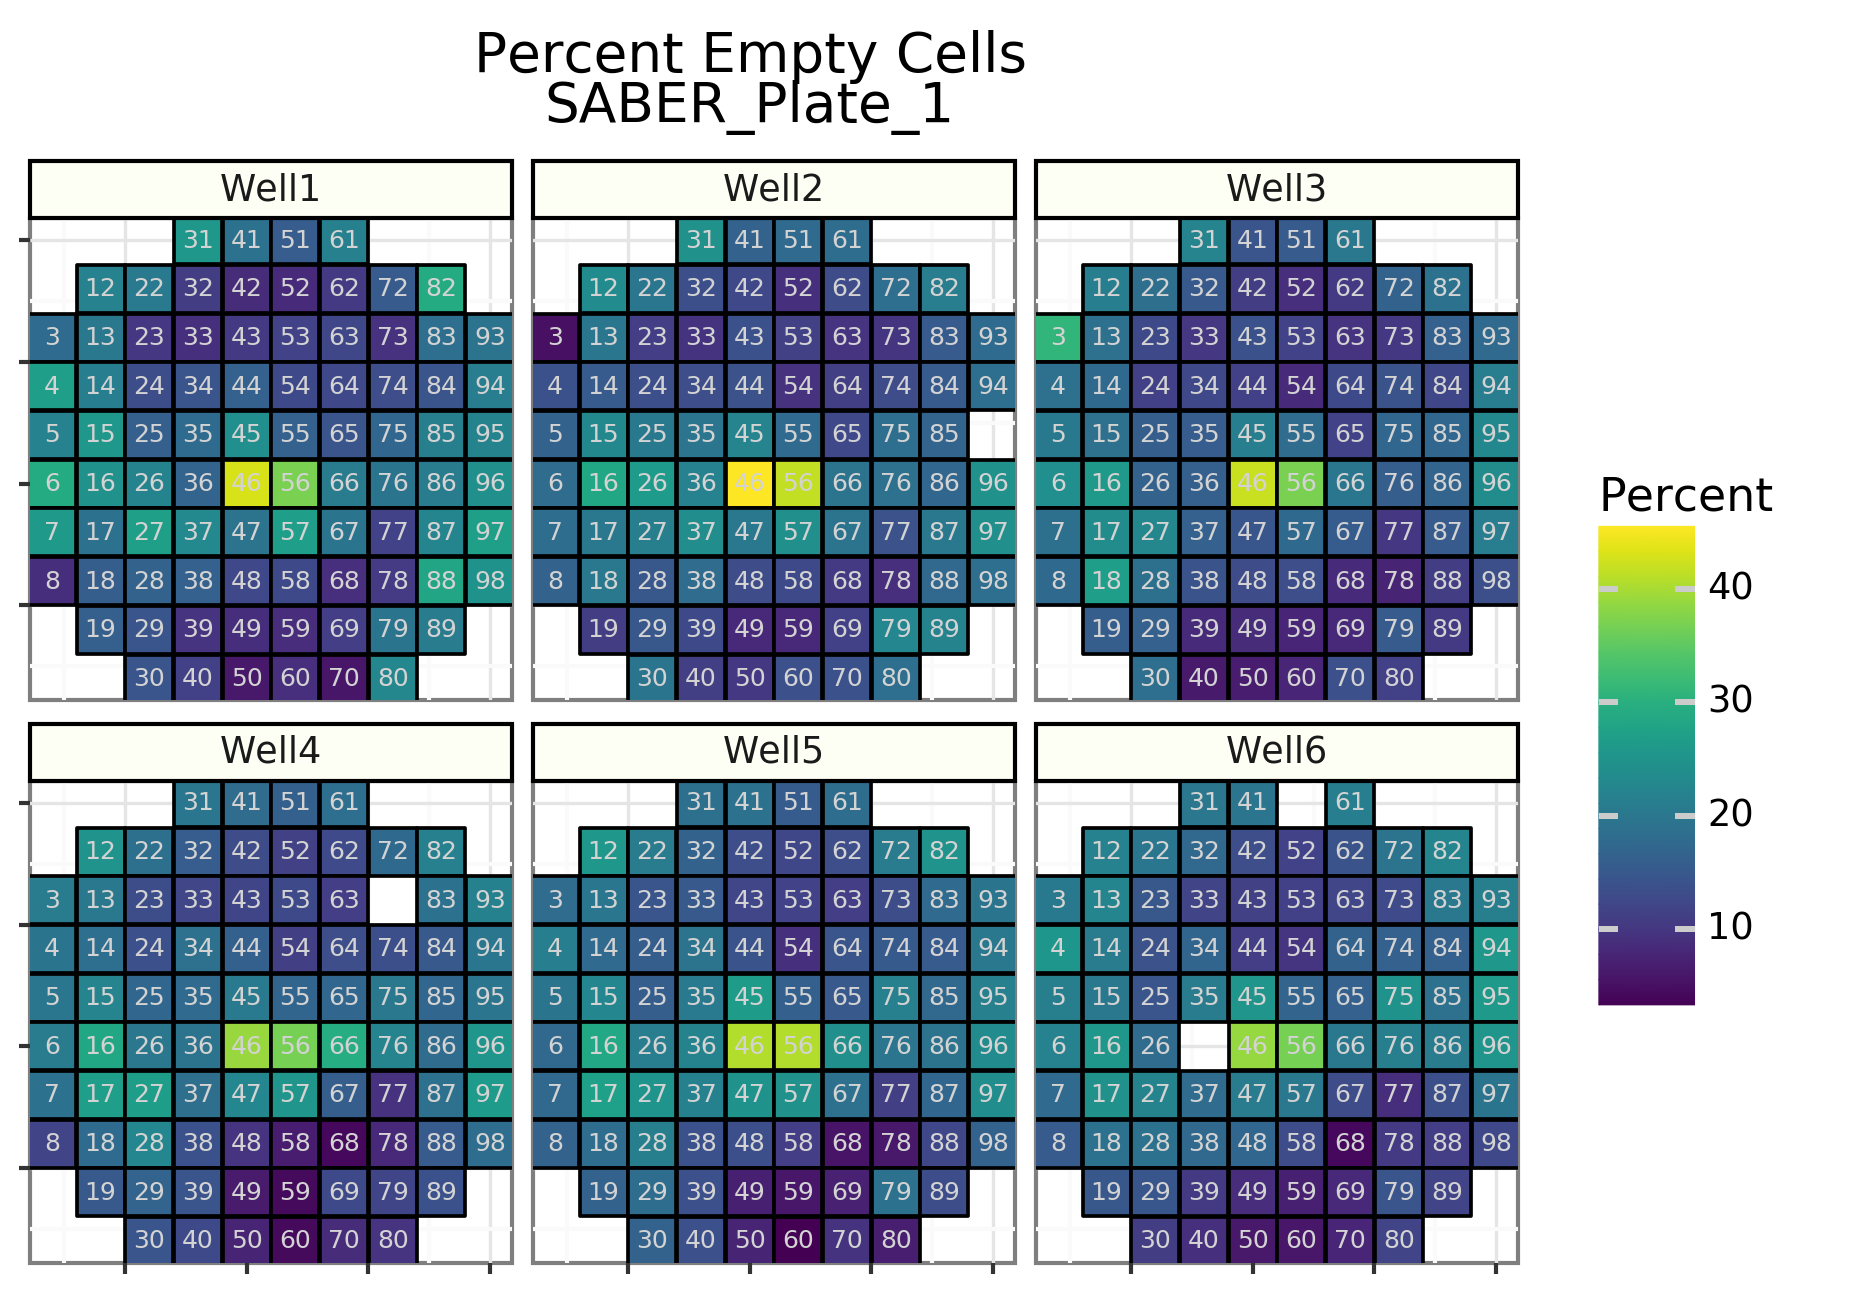 Percent Empty Cells
SABER_Plate_1
Well1 Well2 Well3
31 41 51 61 31 41 51 61 31 41 51 61
12 22 32 42 52 62 72 82 12 22 32 42 52 62 72 82 12 22 32 42 52 62 72 82
3 13 23 33 43 53 63 73 83 93 3 13 23 33 43 53 63 73 83 93 3 13 23 33 43 53 63 73 83 93
4 14 24 34 44 54 64 74 84 94 4 14 24 34 44 54 64 74 84 94 4 14 24 34 44 54 64 74 84 94
5 15 25 35 45 55 65 75 85 95 5 15 25 35 45 55 65 75 85 5 15 25 35 45 55 65 75 85 95
6 16 26 36 46 56 66 76 86 96 6 16 26 36 46 56 66 76 86 96 6 16 26 36 46 56 66 76 86 96
7 17 27 37 47 57 67 77 87 97 7 17 27 37 47 57 67 77 87 97 7 17 27 37 47 57 67 77 87 97
8 18 28 38 48 58 68 78 88 98 8 18 28 38 48 58 68 78 88 98 8 18 28 38 48 58 68 78 88 98
19 29 39 49 59 69 79 89 19 29 39 49 59 69 79 89 19 29 39 49 59 69 79 89
30 40 50 60 70 80 30 40 50 60 70 80 30 40 50 60 70 80
Well4 Well5 Well6
31 41 51 61 31 41 51 61 31 41 61
12 22 32 42 52 62 72 82 12 22 32 42 52 62 72 82 12 22 32 42 52 62 72 82
3 13 23 33 43 53 63 83 93 3 13 23 33 43 53 63 73 83 93 3 13 23 33 43 53 63 73 83 93
4 14 24 34 44 54 64 74 84 94 4 14 24 34 44 54 64 74 84 94 4 14 24 34 44 54 64 74 84 94
5 15 25 35 45 55 65 75 85 95 5 15 25 35 45 55 65 75 85 95 5 15 25 35 45 55 65 75 85 95
6 16 26 36 46 56 66 76 86 96 6 16 26 36 46 56 66 76 86 96 6 16 26 46 56 66 76 86 96
7 17 27 37 47 57 67 77 87 97 7 17 27 37 47 57 67 77 87 97 7 17 27 37 47 57 67 77 87 97
8 18 28 38 48 58 68 78 88 98 8 18 28 38 48 58 68 78 88 98 8 18 28 38 48 58 68 78 88 98
19 29 39 49 59 69 79 89 19 29 39 49 59 69 79 89 19 29 39 49 59 69 79 89
30 40 50 60 70 80 30 40 50 60 70 80 30 40 50 60 70 80
Percent
40
30
20
10